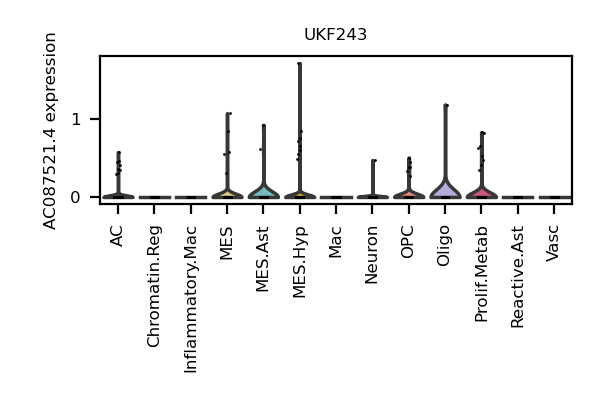 UKF243
AC087521.4 expression
1
0
AC
Chromatin.Reg
Inflammatory.Mac
MES
MES.Ast
MES.Hyp
Mac
Neuron
OPC
Oligo
Prolif.Metab
Reactive.Ast
Vasc